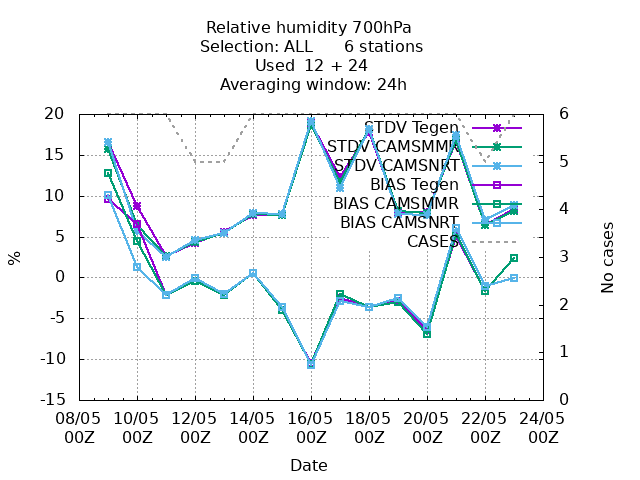 Relative humidity 700hPa
Selection: ALL 6 stations
Used 12 + 24
Averaging window: 24h
20
15
10
5
0
-5
-10
-15
%
6
5
4
3
2
1
0
No cases
STDV Tegen
STDV CAMSMMR
STDV CAMSNRT
BIAS Tegen
BIAS CAMSMMR
BIAS CAMSNRT
CASES
08/05 10/05 12/05 14/05 16/05 18/05 20/05 22/05 24/05
00Z 00Z 00Z 00Z 00Z 00Z 00Z 00Z 00Z
Date